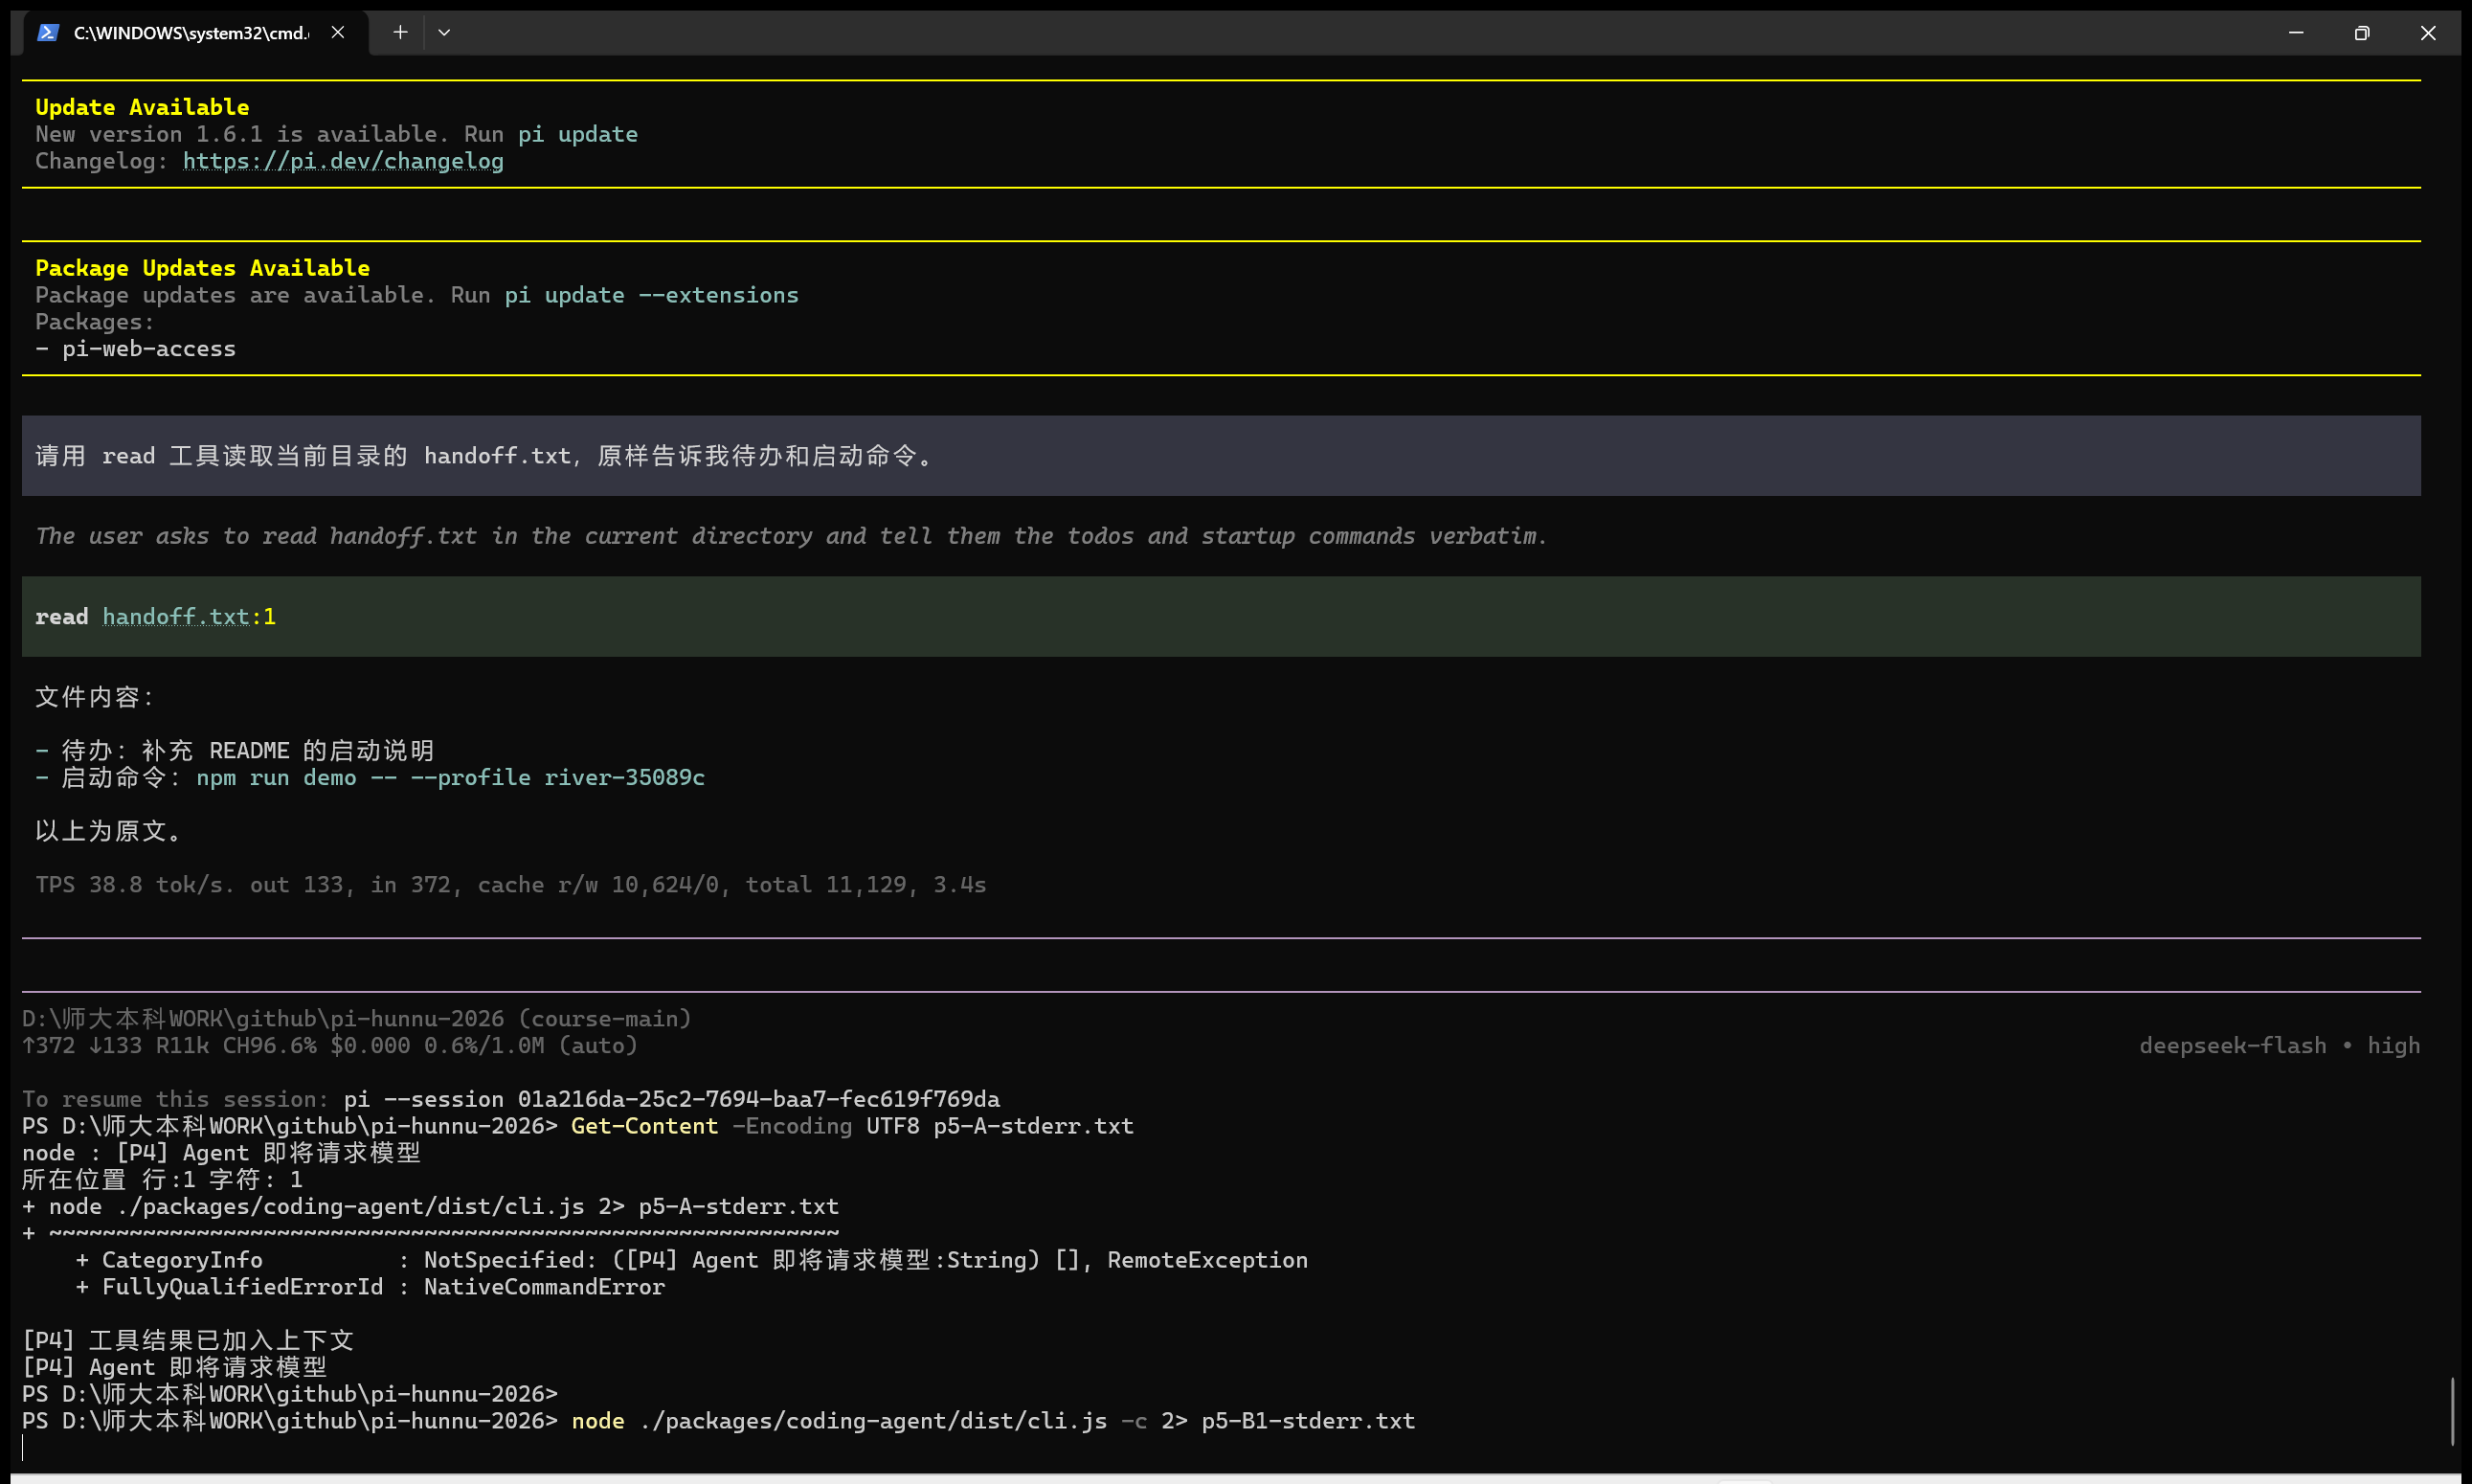 C:\WINDOWS\system32\cmd.
Update Available
New version 1.6.1 is available. Run pi update
Changelog: https://pi.dev/changelog
Package Updates Available
Package updates are available. Run pi update --extensions
Packages:
- pi-web-access
请用 read 工具读取当前目录的 handoff.txt, 原样告诉我待办和启动命令。
The user asks to read handoff.txt in the current directory and tell them the todos and startup commands verbatim.
read handoff.txt:1
文件内容:
- 待办: 补充 README 的启动说明
- 启动命令: npm run demo -- --profile river-35089c
以上为原文。
TPS 38.8 tok/s. out 133, in 372, cache r/w 10,624/0, total 11,129, 3.4s
D:\师大本科WORK\github\pi-hunnu-2026 (course-main)
↑372 ↓133 R11k CH96.6% $0.000 0.6%/1.0M (auto) deepseek-flash • high
To resume this session: pi --session 01a216da-25c2-7694-baa7-fec619f769da
PS D:\师大本科WORK\github\pi-hunnu-2026> Get-Content -Encoding UTF8 p5-A-stderr.txt
node : [P4] Agent 即将请求模型
所在位置 行:1 字符: 1
+ node ./packages/coding-agent/dist/cli.js 2> p5-A-stderr.txt
+ ~~~~~~~~~~~~~~~~~~~~~~~~~~~~~~~~~~~~~~~~~~~~~~~~~~~~~~~~~~~
    + CategoryInfo          : NotSpecified: ([P4] Agent 即将请求模型:String) [], RemoteException
    + FullyQualifiedErrorId : NativeCommandError
[P4] 工具结果已加入上下文
[P4] Agent 即将请求模型
PS D:\师大本科WORK\github\pi-hunnu-2026>
PS D:\师大本科WORK\github\pi-hunnu-2026> node ./packages/coding-agent/dist/cli.js -c 2> p5-B1-stderr.txt